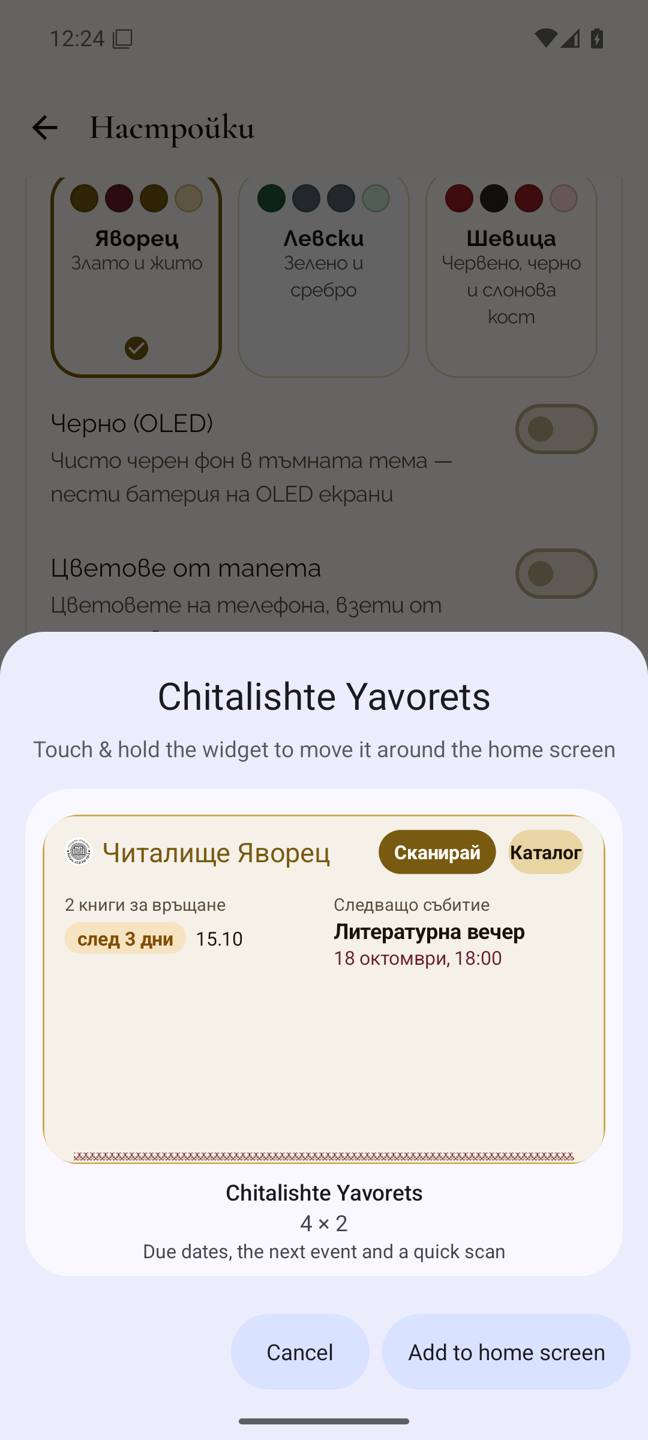 12:24
Настройки
Яворец
Злато и жито
Левски
Зелено и
сребро
Шевица
Червено, черно
и слонова
кост
Черно (OLED)
Чисто черен фон в тъмната тема —
пести батерия на OLED екрани
Цветове от тапета
Цветовете на телефона, взети от
Chitalishte Yavorets
Touch & hold the widget to move it around the home screen
Читалище Яворец
Сканирай
Каталог
2 книги за връщане
след 3 дни 15.10
Следващо събитие
Литературна вечер
18 октомври, 18:00
Chitalishte Yavorets
4 × 2
Due dates, the next event and a quick scan
Cancel
Add to home screen